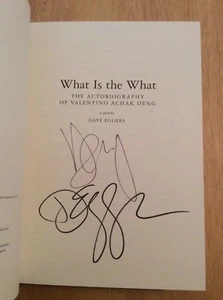 What Is the What
THE AUTOBIOGRAPHY
OF VALENTINO ACHAK DENG
A NOVEL
DAVE EGGERS